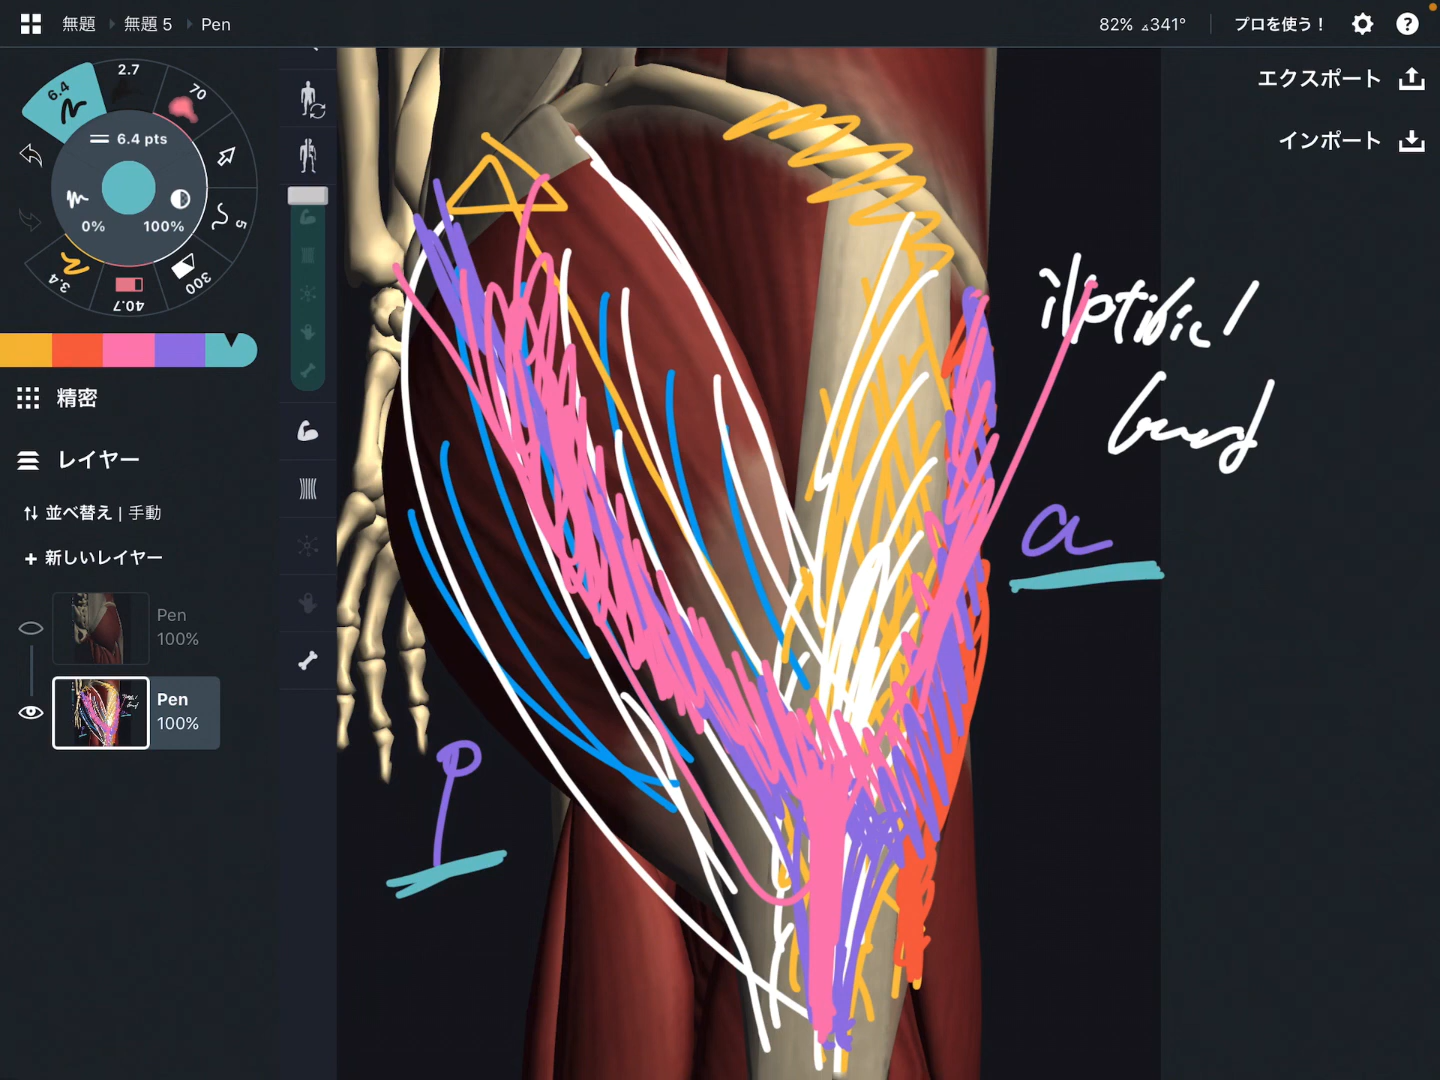 無題 無題 5 Pen
82% ⊿341° プロを使う！
エクスポート
インポート
2.7
6.4
70
6.4 pts
0% 100%
5
3.4
40.7
300
精密
レイヤー
並べ替え | 手動
+ 新しいレイヤー
Pen
100%
Pen
100%
a
p